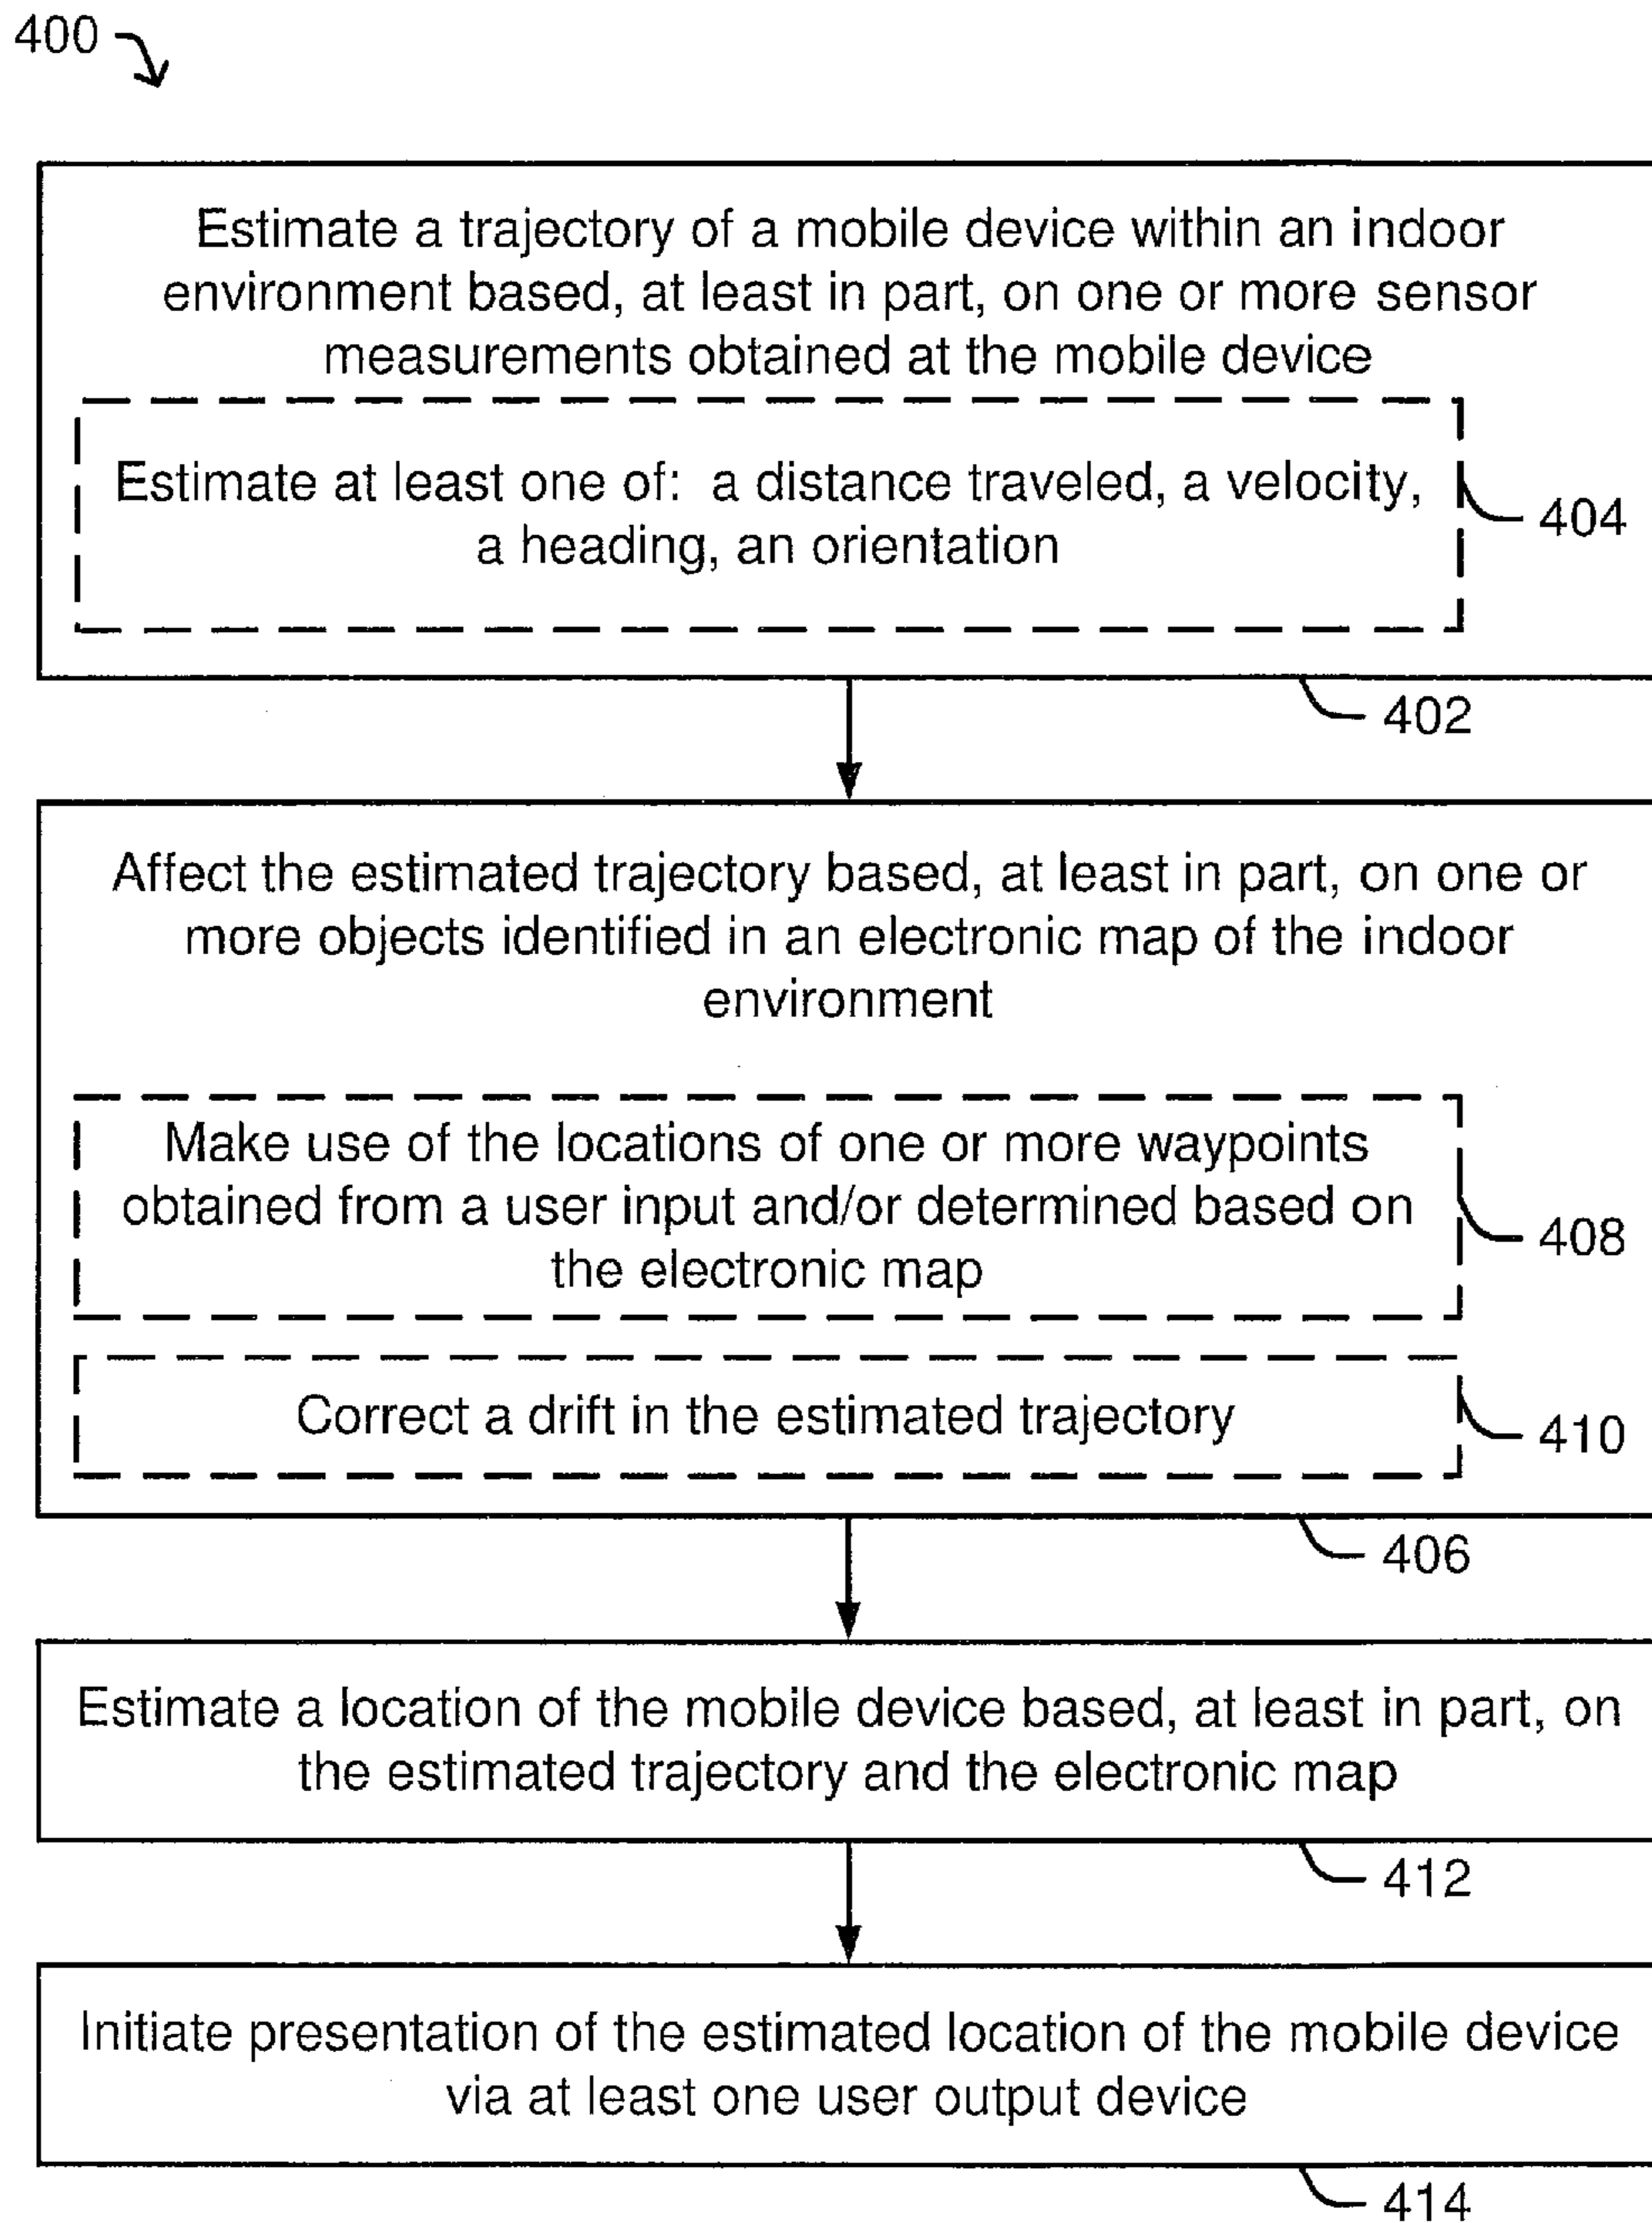 400
Estimate a trajectory of a mobile device within an indoor
environment based, at least in part, on one or more sensor
measurements obtained at the mobile device
Estimate at least one of: a distance traveled, a velocity,
a heading, an orientation
404
402
Affect the estimated trajectory based, at least in part, on one or
more objects identified in an electronic map of the indoor
environment
Make use of the locations of one or more waypoints
obtained from a user input and/or determined based on
the electronic map
408
Correct a drift in the estimated trajectory
410
406
Estimate a location of the mobile device based, at least in part, on
the estimated trajectory and the electronic map
412
Initiate presentation of the estimated location of the mobile device
via at least one user output device
414